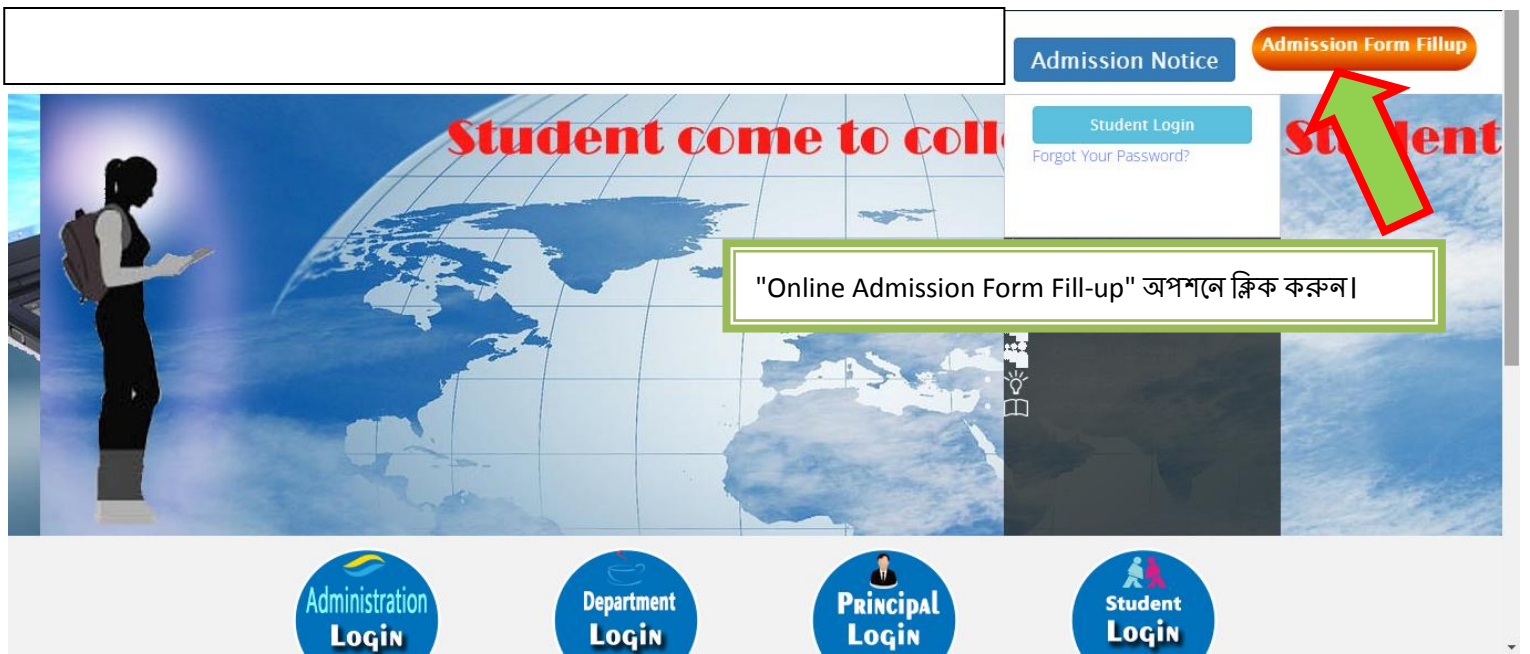 Admission Notice
Admission Form Fillup
Student Login
Forgot Your Password?
Student come to coll
"Online Admission Form Fill-up" অপশনে ক্লিক করুন।
Administration
Login
Department
Login
Principal
Login
Student
Login